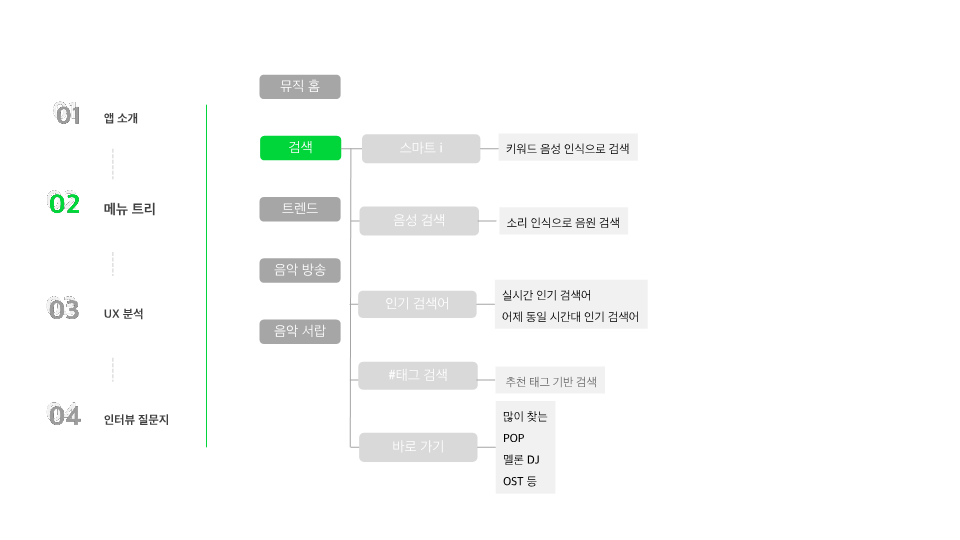 01
앱 소개
02
메뉴 트리
03
UX 분석
04
인터뷰 질문지
뮤직 홈
검색
트렌드
음악 방송
음악 서랍
스마트 i
키워드 음성 인식으로 검색
음성 검색
소리 인식으로 음원 검색
인기 검색어
실시간 인기 검색어
어제 동일 시간대 인기 검색어
#태그 검색
추천 태그 기반 검색
바로 가기
많이 찾는
POP
멜론 DJ
OST 등